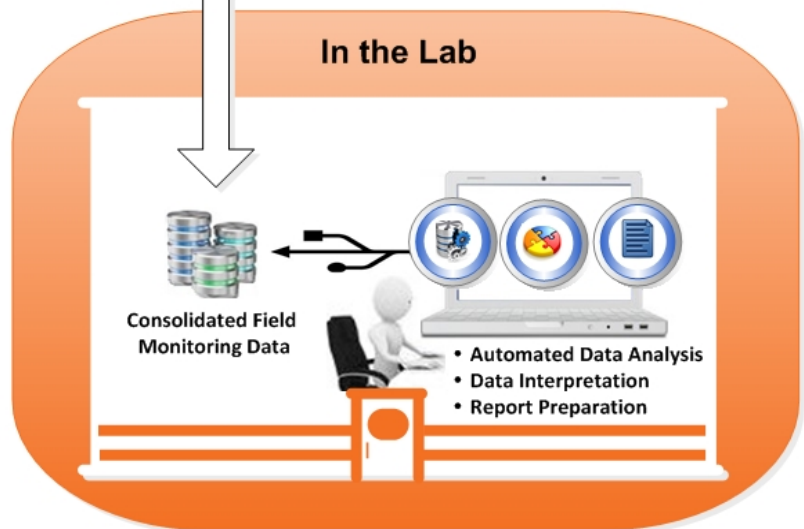 In the Lab
Consolidated Field
Monitoring Data
• Automated Data Analysis
• Data Interpretation
• Report Preparation